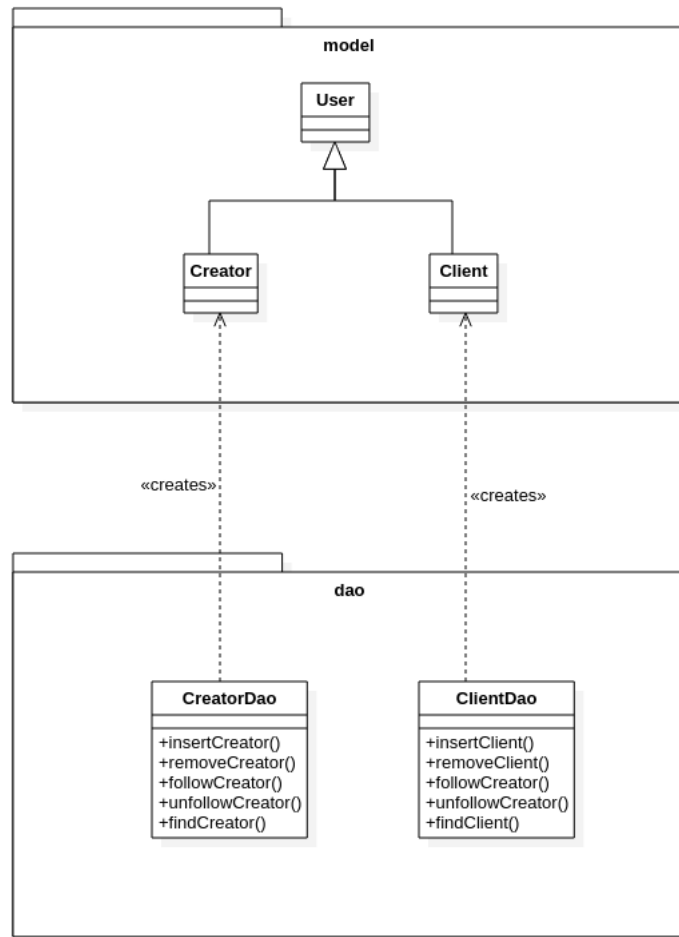 model
User
Creator
Client
«creates»
«creates»
dao
CreatorDao
+insertCreator()
+removeCreator()
+followCreator()
+unfollowCreator()
+findCreator()
ClientDao
+insertClient()
+removeClient()
+followCreator()
+unfollowCreator()
+findClient()